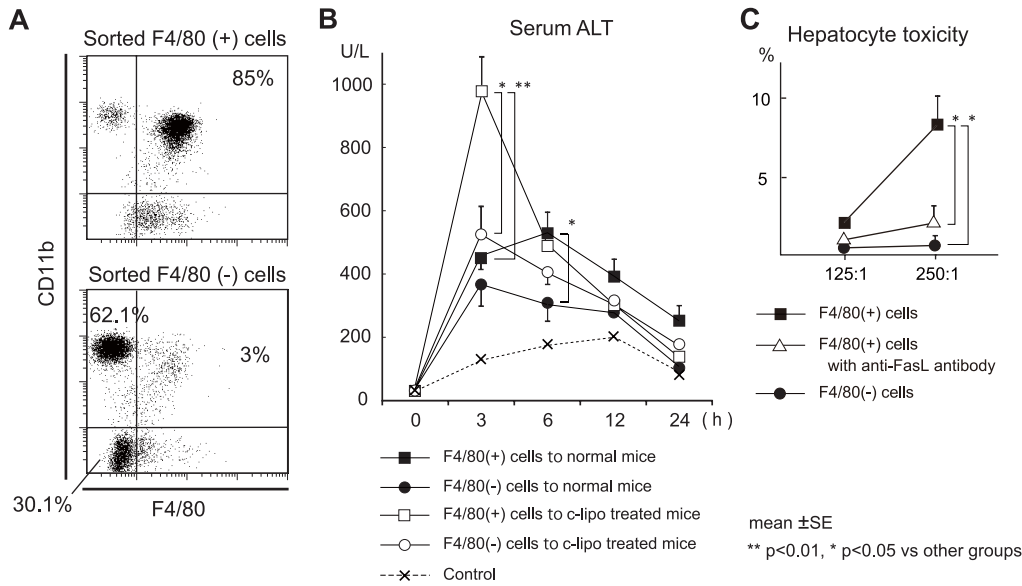 A
Sorted F4/80 (+) cells
85%
Sorted F4/80 (-) cells
62.1%
3%
30.1%
CD11b
F4/80
B
Serum ALT
U/L
1000
800
600
400
200
0
* **
*
0 3 6 12 24 ( h )
F4/80(+) cells to normal mice
F4/80(-) cells to normal mice
F4/80(+) cells to c-lipo treated mice
F4/80(-) cells to c-lipo treated mice
Control
C
Hepatocyte toxicity
%
10
5
* *
125:1 250:1
F4/80(+) cells
F4/80(+) cells
with anti-FasL antibody
F4/80(-) cells
mean ±SE
** p<0.01, * p<0.05 vs other groups